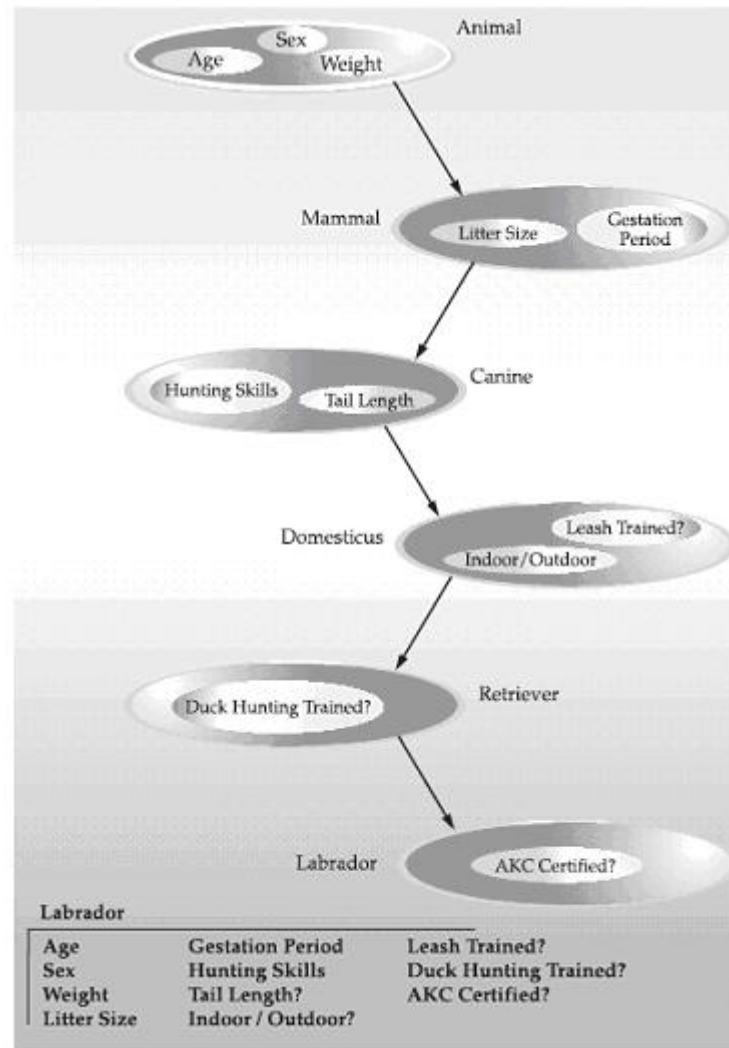 Animal
Sex
Age
Weight
Mammal
Litter Size
Gestation
Period
Hunting Skills
Tail Length
Canine
Domesticus
Leash Trained?
Indoor/Outdoor
Duck Hunting Trained?
Retriever
Labrador
AKC Certified?
Labrador
Age Gestation Period Leash Trained?
Sex Hunting Skills Duck Hunting Trained?
Weight Tail Length? AKC Certified?
Litter Size Indoor / Outdoor?